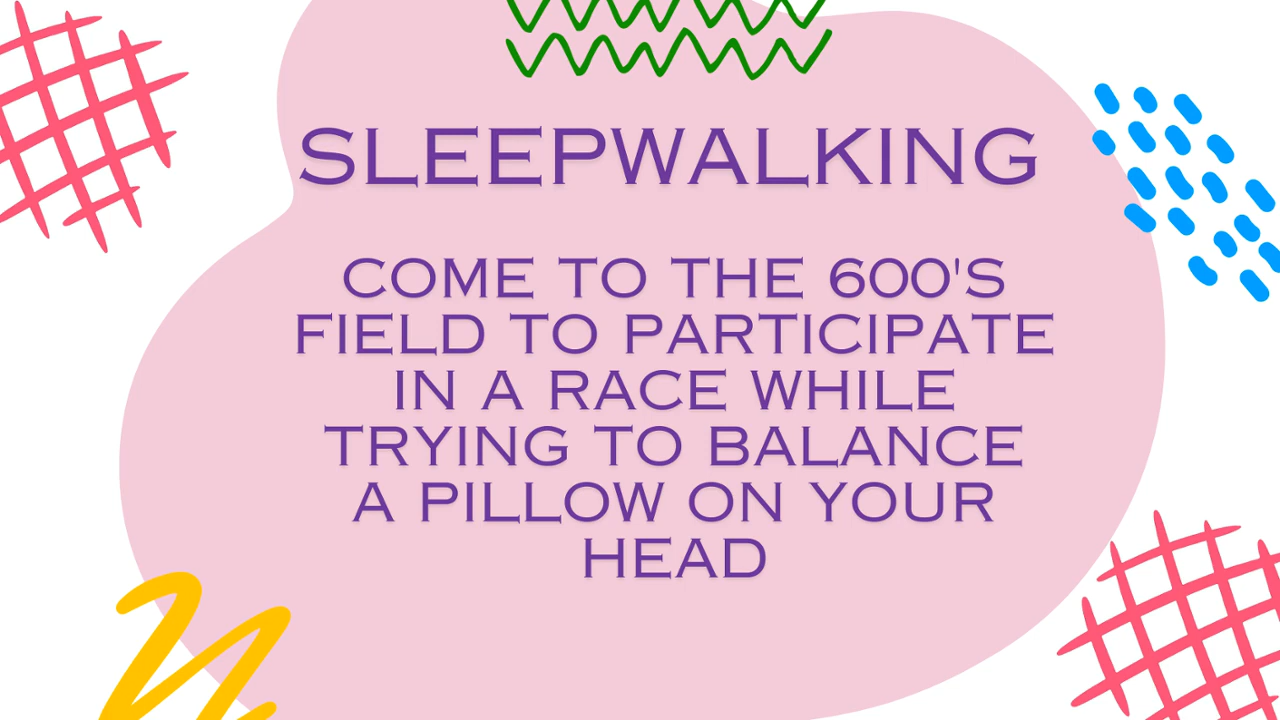 SLEEPWALKING
COME TO THE 600'S
FIELD TO PARTICIPATE
IN A RACE WHILE
TRYING TO BALANCE
A PILLOW ON YOUR
HEAD